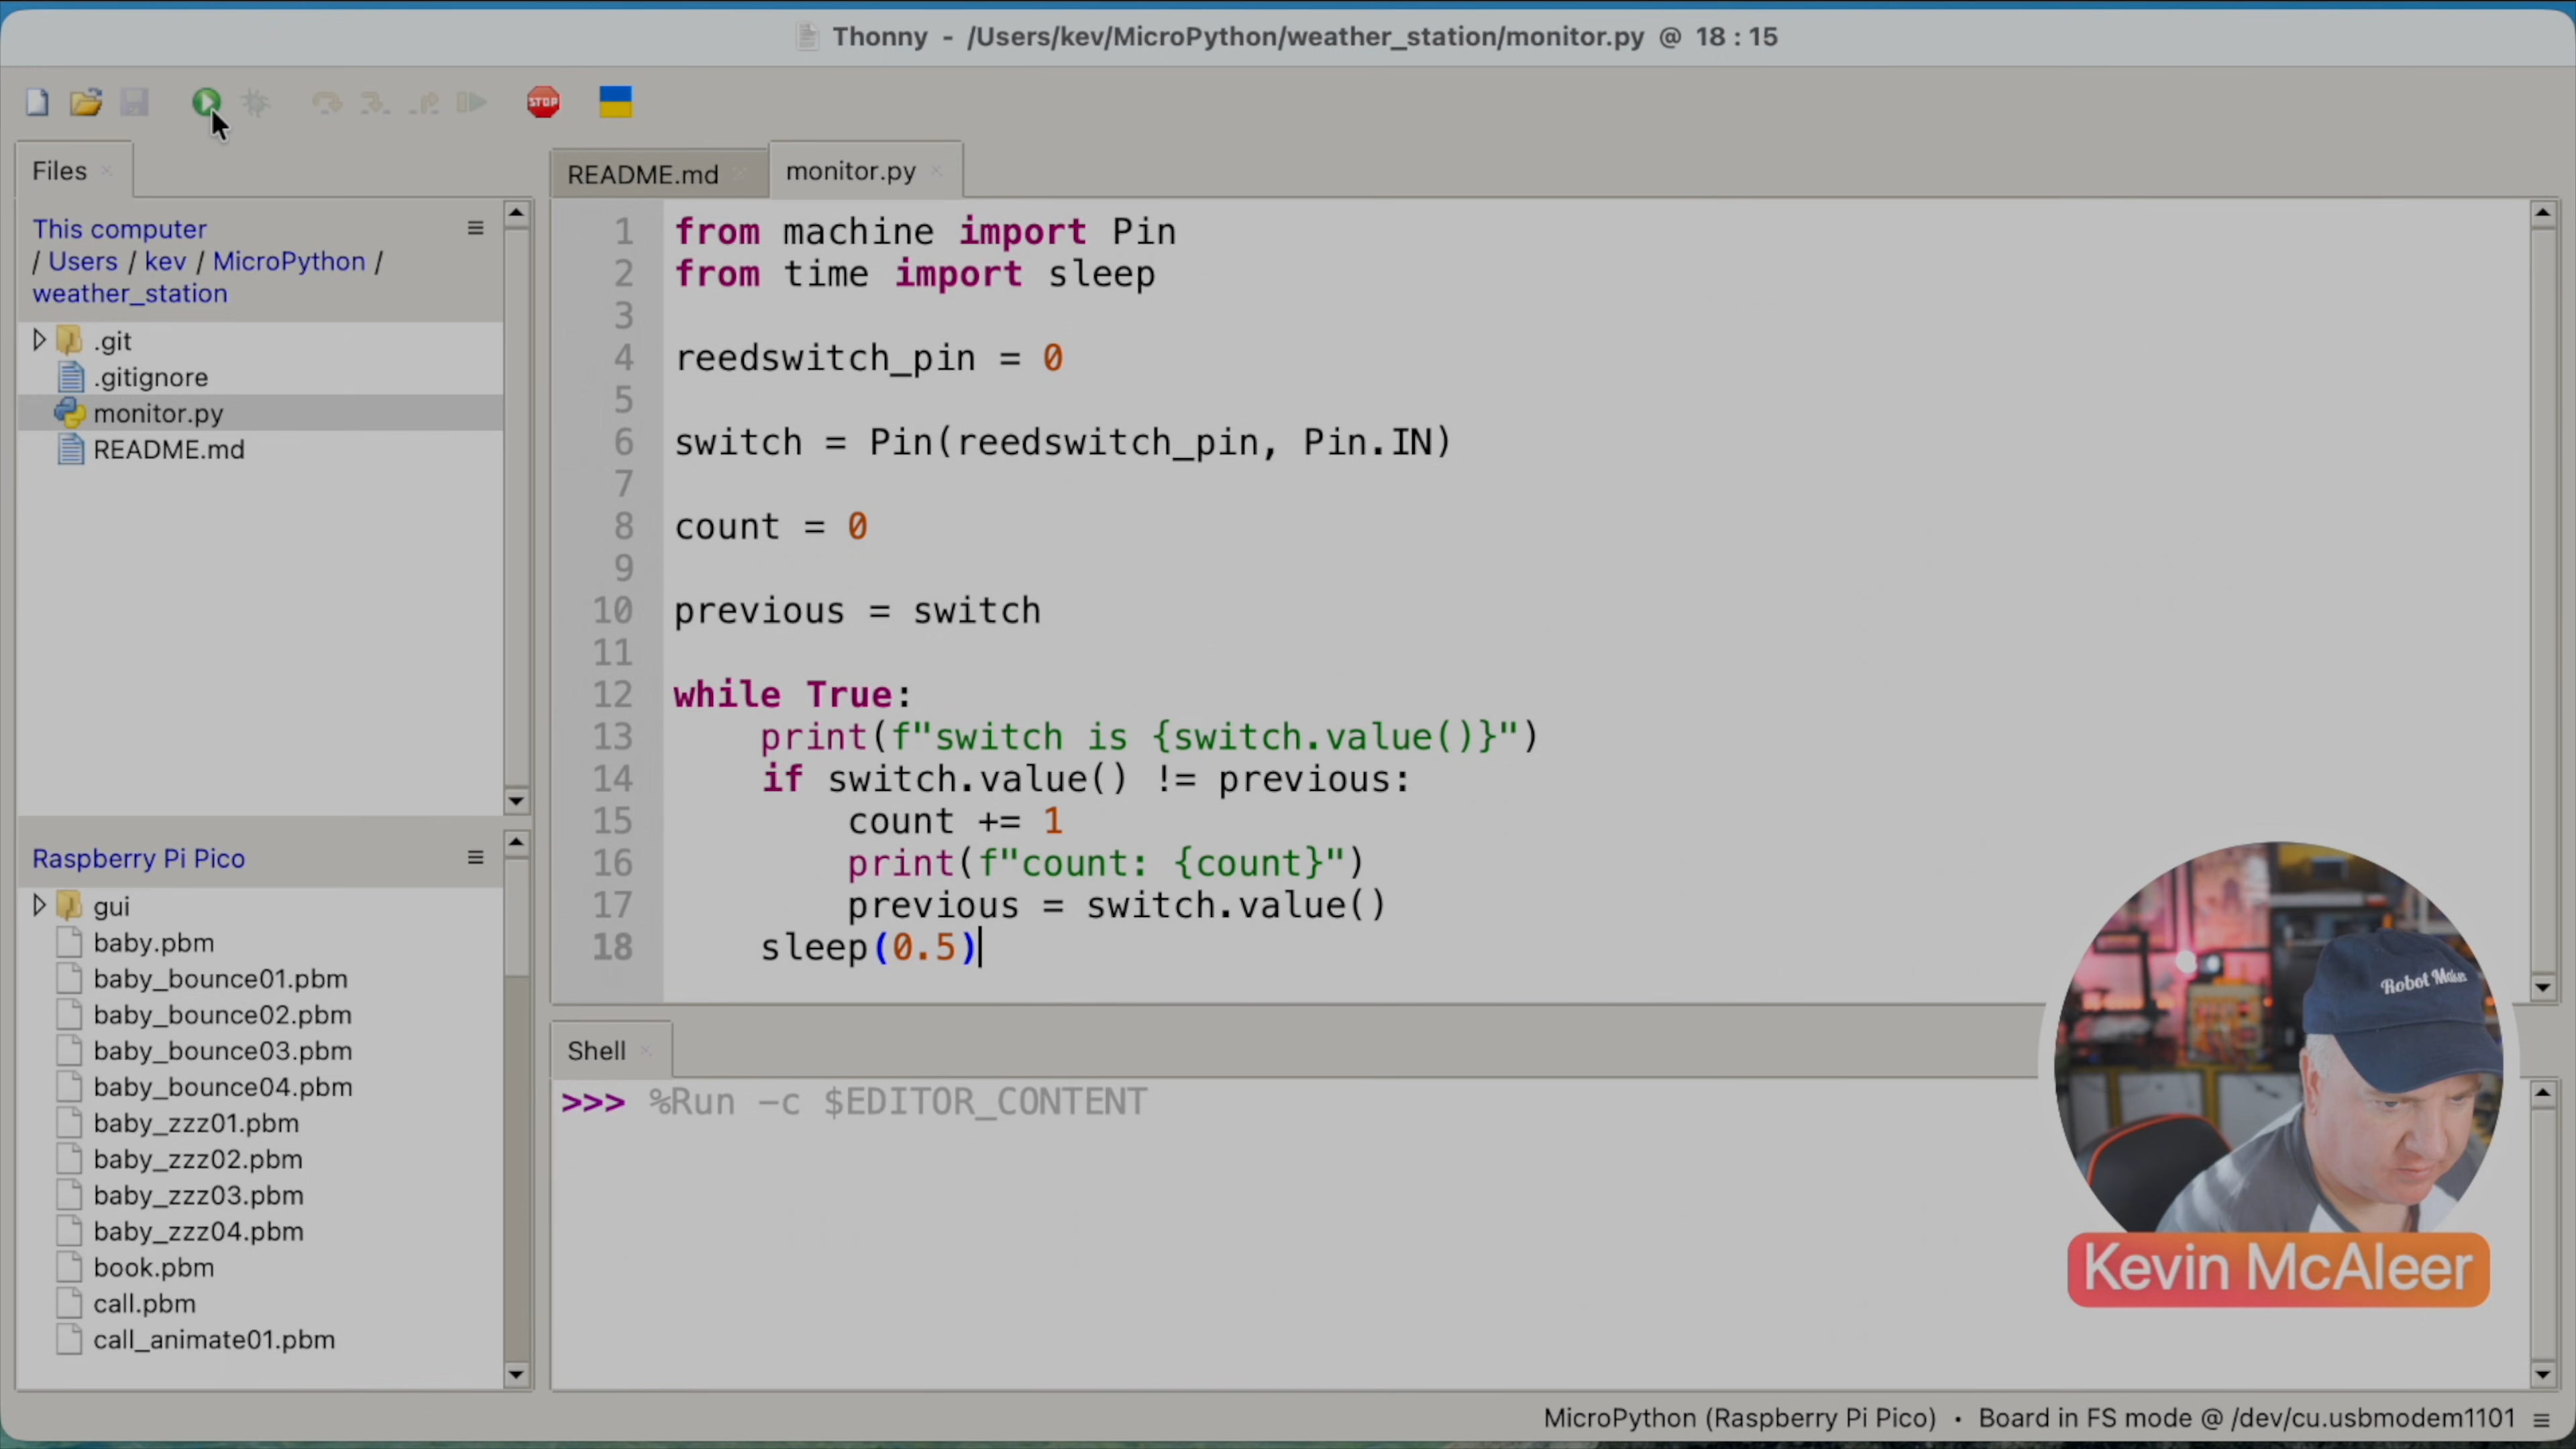 Thonny - /Users/kev/MicroPython/weather_station/monitor.py @ 18 : 15
STOP
Files
This computer
/ Users / kev / MicroPython /
weather_station
.git
.gitignore
monitor.py
README.md
Raspberry Pi Pico
gui
baby.pbm
baby_bounce01.pbm
baby_bounce02.pbm
baby_bounce03.pbm
baby_bounce04.pbm
baby_zzz01.pbm
baby_zzz02.pbm
baby_zzz03.pbm
baby_zzz04.pbm
book.pbm
call.pbm
call_animate01.pbm
README.md
monitor.py
1 from machine import Pin
2 from time import sleep
3
4 reedswitch_pin = 0
5
6 switch = Pin(reedswitch_pin, Pin.IN)
7
8 count = 0
9
10 previous = switch
11
12 while True:
13 print(f"switch is {switch.value()}")
14 if switch.value() != previous:
15 count += 1
16 print(f"count: {count}")
17 previous = switch.value()
18 sleep(0.5)
Shell
>>> %Run -c $EDITOR_CONTENT
Robot Maker
Kevin McAleer
MicroPython (Raspberry Pi Pico) • Board in FS mode @ /dev/cu.usbmodem1101 ≡